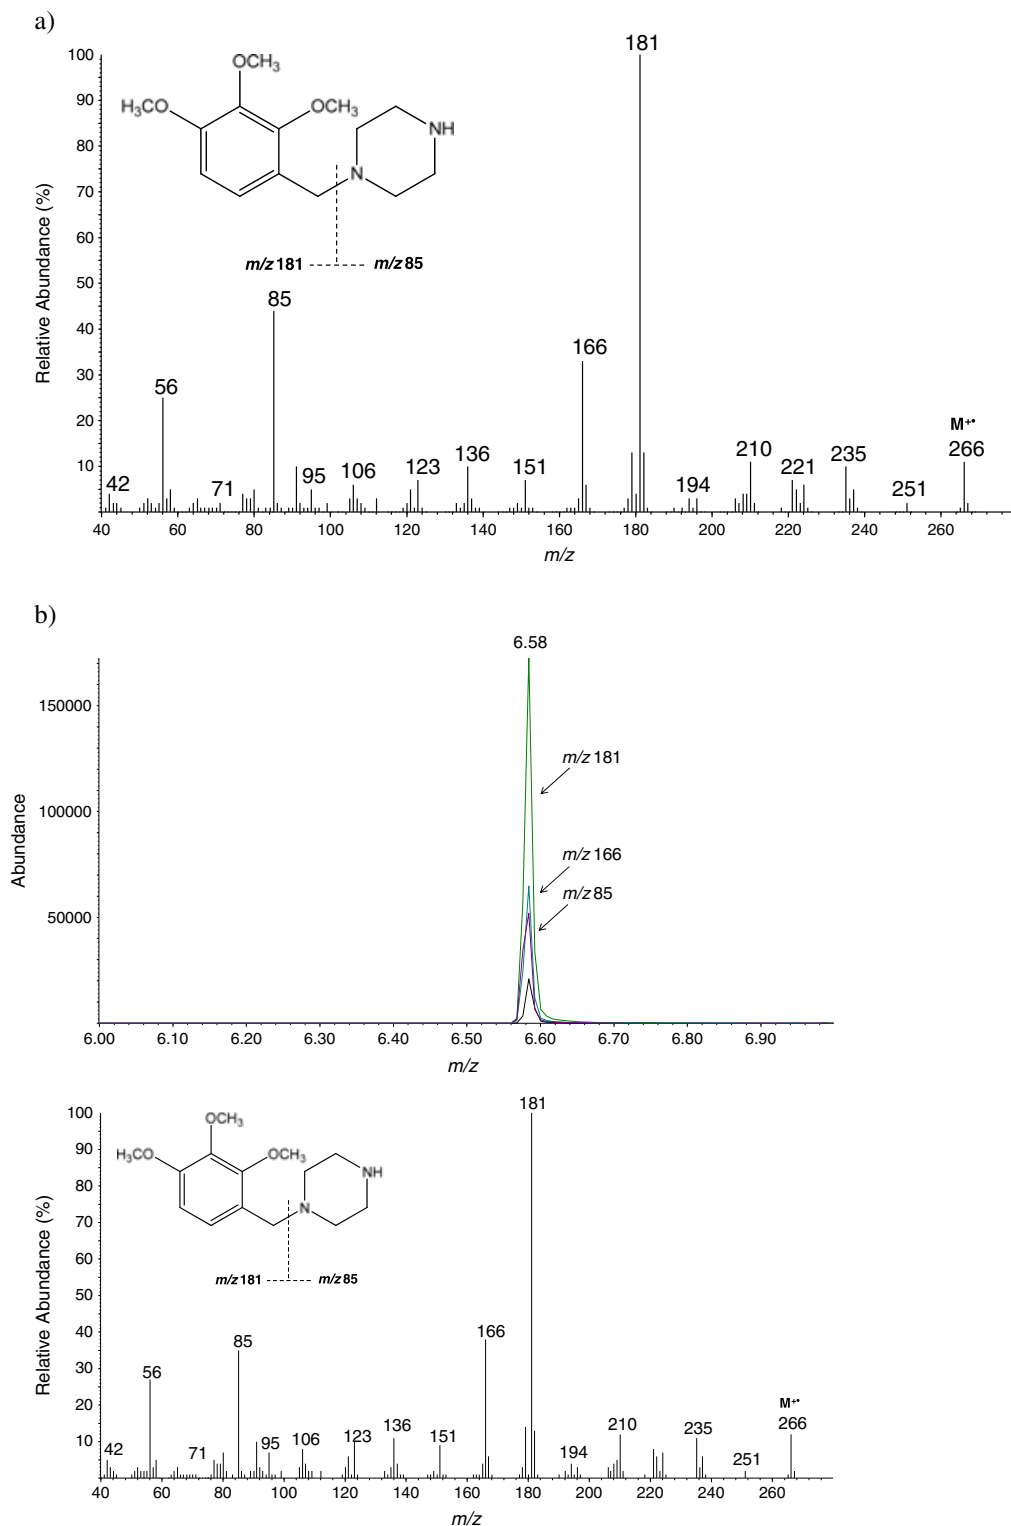 a)
100
90
80
70
60
50
40
30
20
10
Relative Abundance (%)
OCH3
H3CO
OCH3
NH
N
m/z 181
m/z 85
181
85
166
56
42
71
95
106
123
136
151
194
210
221
235
251
M+•
266
40 60 80 100 120 140 160 180 200 220 240 260
m/z
b)
6.58
150000
100000
50000
Abundance
m/z 181
m/z 166
m/z 85
6.00 6.10 6.20 6.30 6.40 6.50 6.60 6.70 6.80 6.90
m/z
100
90
80
70
60
50
40
30
20
10
Relative Abundance (%)
OCH3
H3CO
OCH3
NH
N
m/z 181
m/z 85
181
166
85
56
42
71
95
106
123
136
151
194
210
235
251
M+•
266
40 60 80 100 120 140 160 180 200 220 240 260
m/z